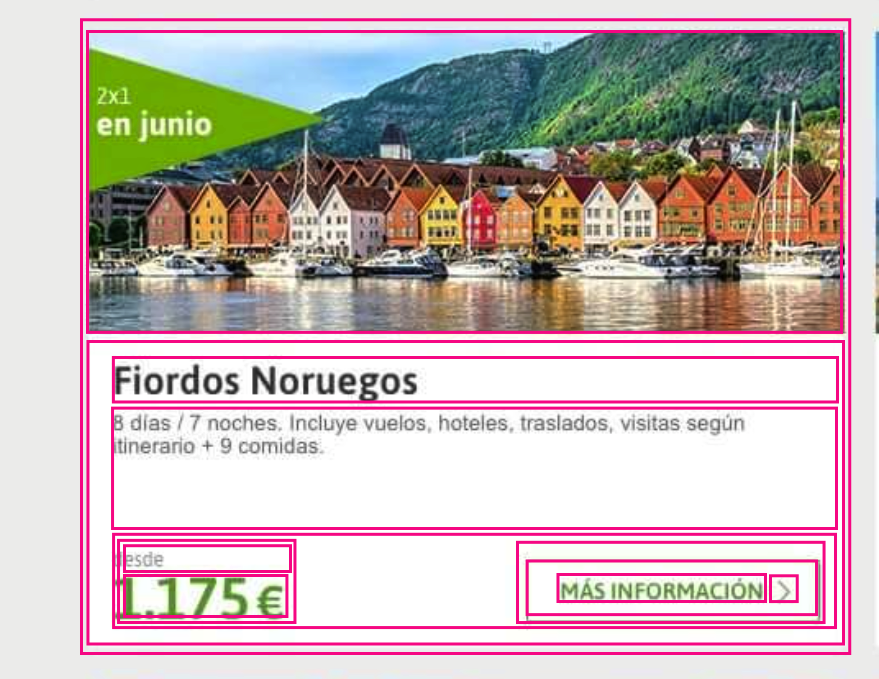 2x1
en junio
Fiordos Noruegos
8 días / 7 noches. Incluye vuelos, hoteles, traslados, visitas según
itinerario + 9 comidas.
desde
1.175 €
MÁS INFORMACIÓN